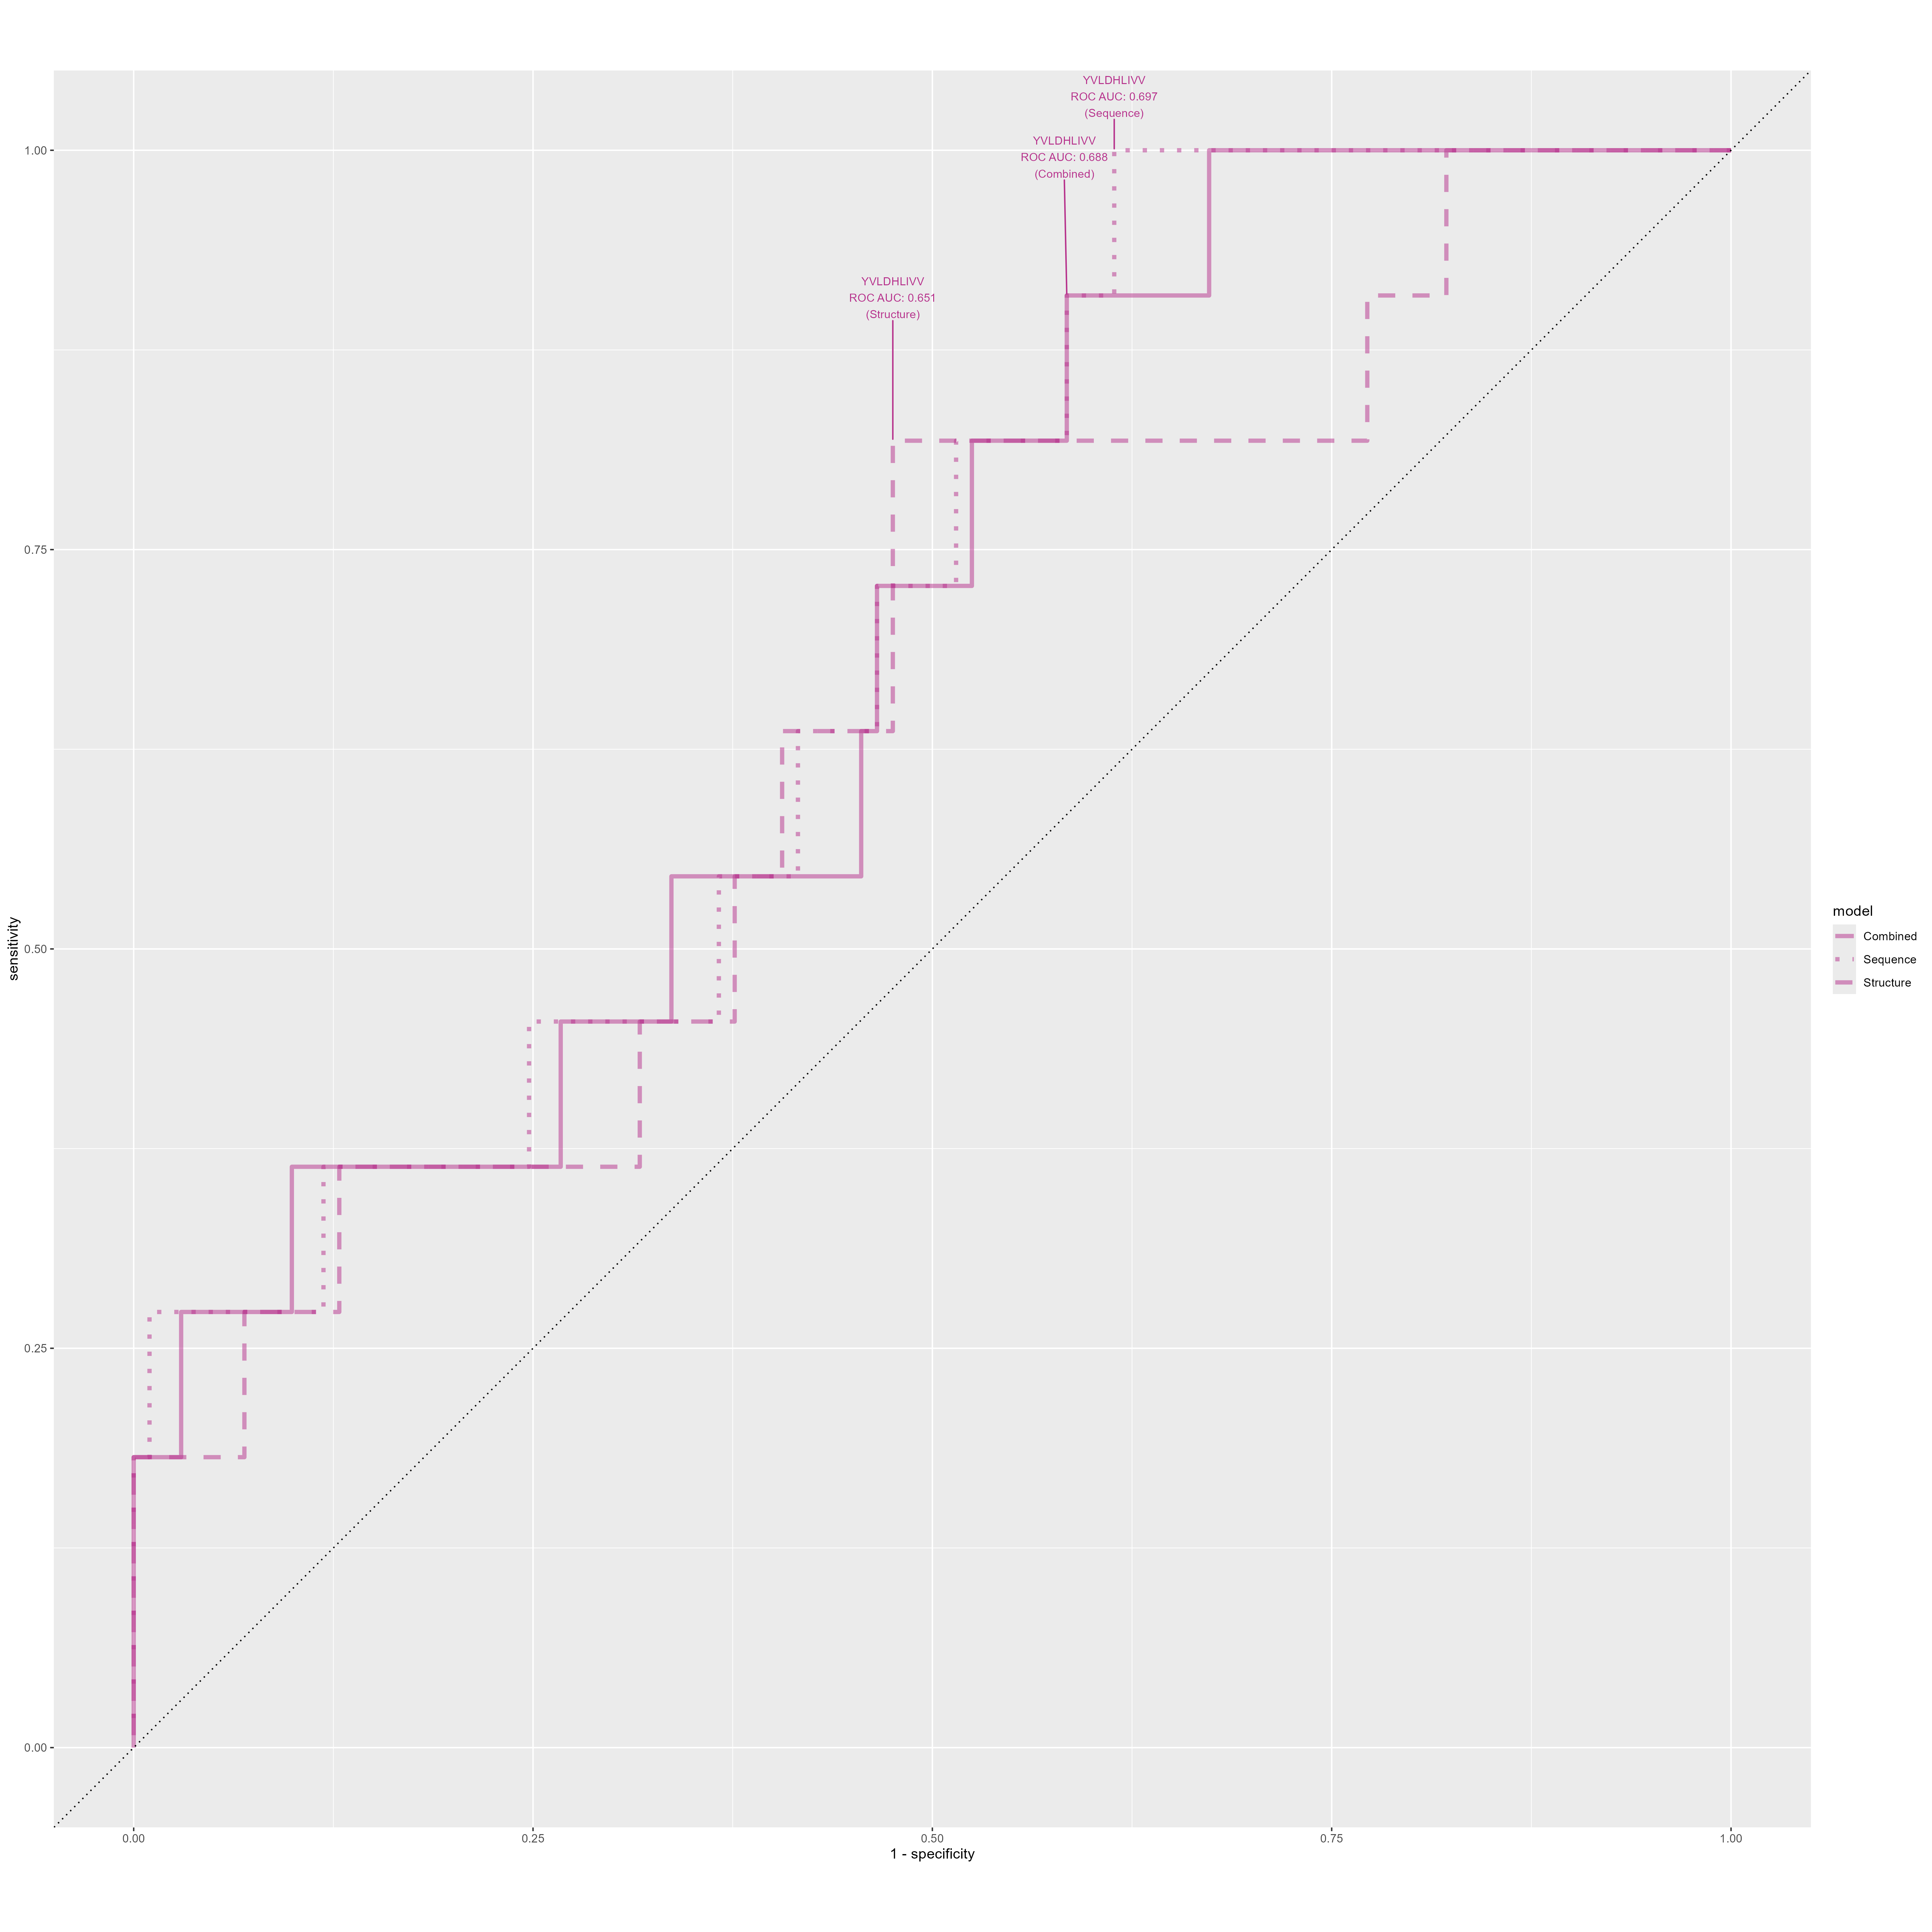 YVLDHLIVV
ROC AUC: 0.697
(Sequence)
YVLDHLIVV
ROC AUC: 0.688
(Combined)
YVLDHLIVV
ROC AUC: 0.651
(Structure)
1.00
0.75
0.50
0.25
0.00
sensitivity
0.00
0.25
0.50
0.75
1.00
1 - specificity
model
Combined
Sequence
Structure